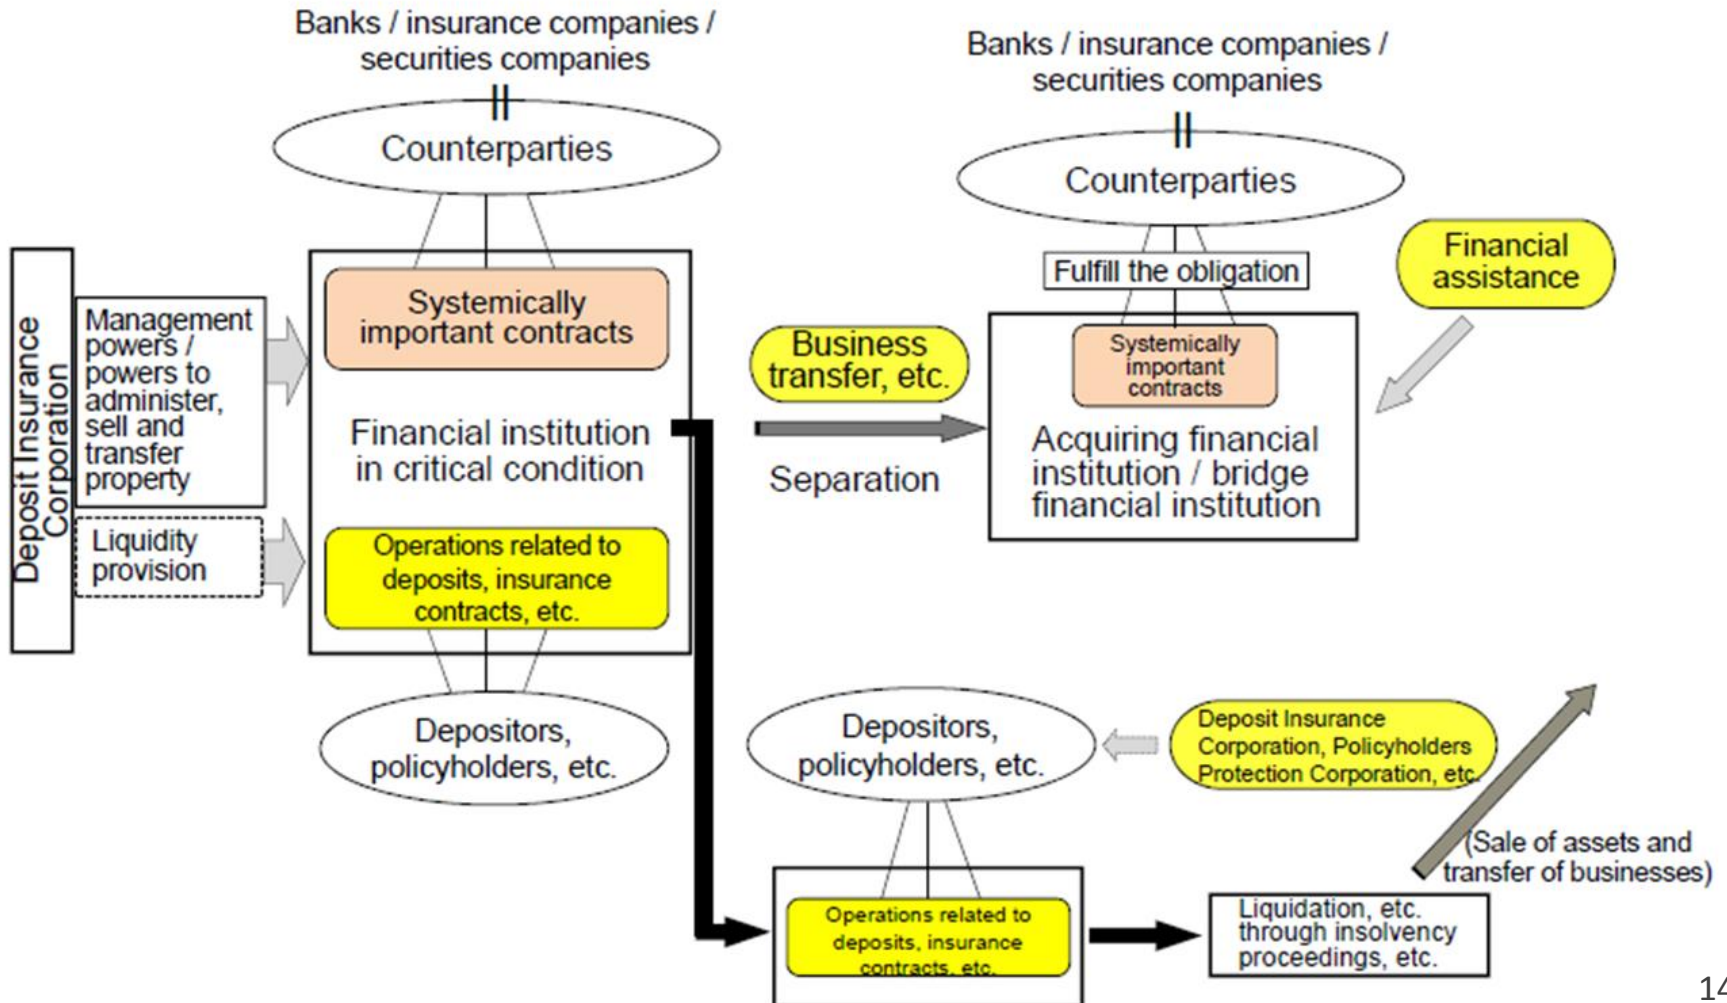 Banks / insurance companies /
securities companies
Counterparties
Banks / insurance companies /
securities companies
Counterparties
Deposit Insurance
Corporation
Management
powers /
powers to
administer,
sell and
transfer
property
Liquidity
provision
Systemically
important contracts
Financial institution
in critical condition
Operations related to
deposits, insurance
contracts, etc.
Depositors,
policyholders, etc.
Business
transfer, etc.
Separation
Fulfill the obligation
Systemically
important
contracts
Acquiring financial
institution / bridge
financial institution
Financial
assistance
Depositors,
policyholders, etc.
Deposit Insurance
Corporation, Policyholders
Protection Corporation, etc.
Operations related to
deposits, insurance
contracts, etc.
Liquidation, etc.
through insolvency
proceedings, etc.
(Sale of assets and
transfer of businesses)
14